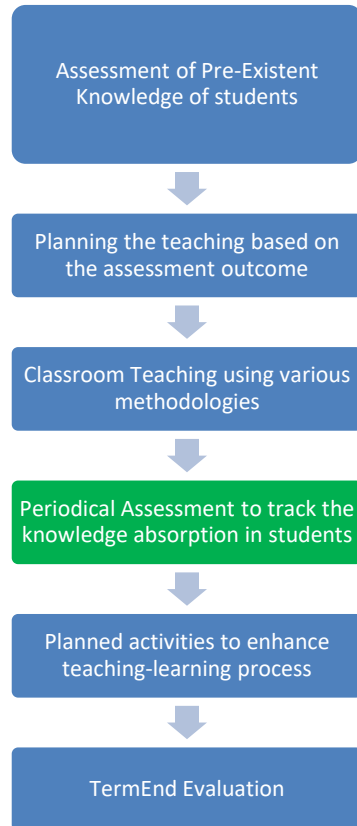 Assessment of Pre-Existent
Knowledge of students
Planning the teaching based on
the assessment outcome
Classroom Teaching using various
methodologies
Periodical Assessment to track the
knowledge absorption in students
Planned activities to enhance
teaching-learning process
TermEnd Evaluation